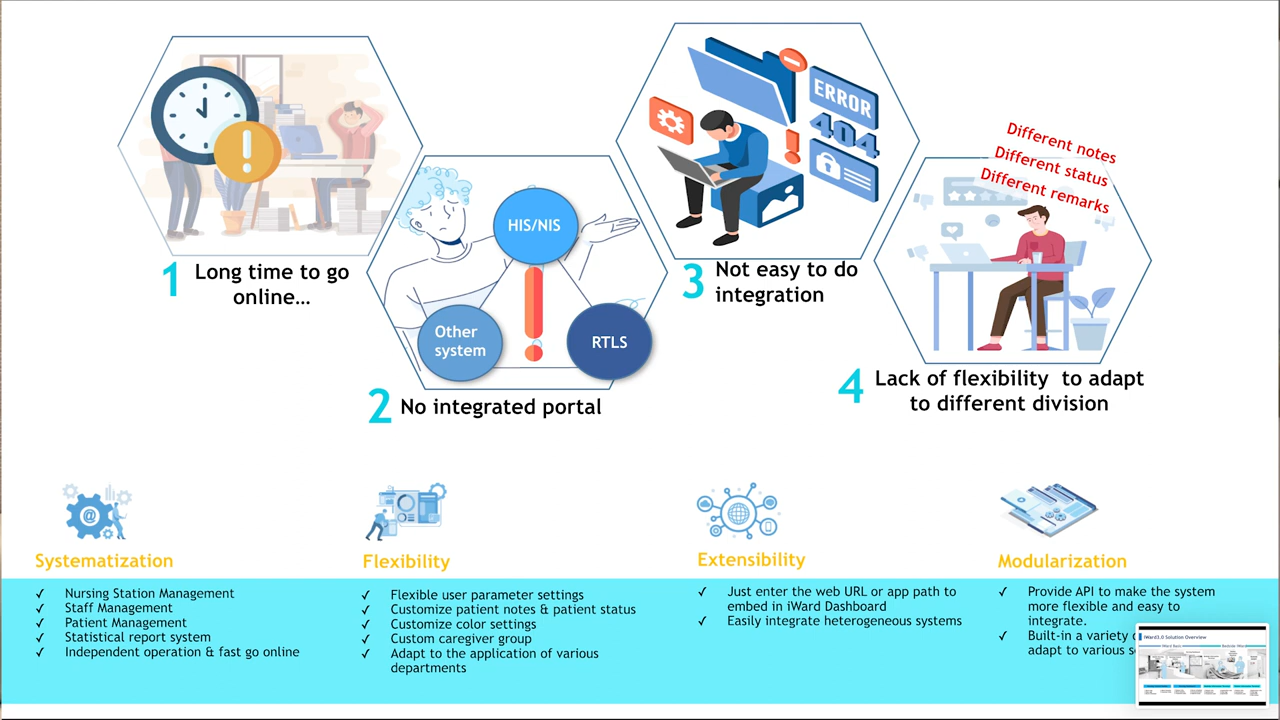 ERROR
404
Different notes
Different status
Different remarks
HIS/NIS
Other
system
RTLS
1 Long time to go
online...
2 No integrated portal
3 Not easy to do
integration
4 Lack of flexibility to adapt
to different division
Systematization
✓ Nursing Station Management
✓ Staff Management
✓ Patient Management
✓ Statistical report system
✓ Independent operation & fast go online
Flexibility
✓ Flexible user parameter settings
✓ Customize patient notes & patient status
✓ Customize color settings
✓ Custom caregiver group
✓ Adapt to the application of various
departments
Extensibility
✓ Just enter the web URL or app path to
embed in iWard Dashboard
✓ Easily integrate heterogeneous systems
Modularization
✓ Provide API to make the system
more flexible and easy to
integrate.
✓ Built-in a variety
adapt to various
iWard3.0 Solution Overview